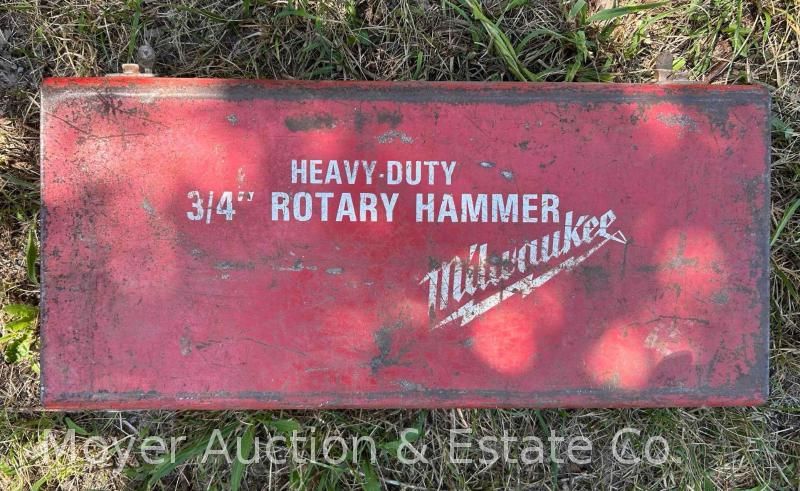 HEAVY-DUTY
3/4" ROTARY HAMMER
Milwaukee
Moyer Auction & Estate Co.